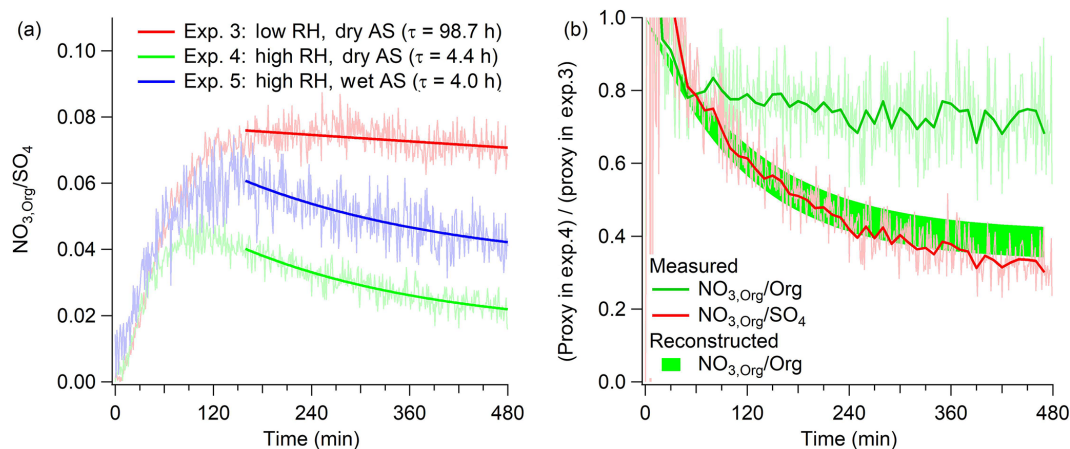 (a)
Exp. 3: low RH, dry AS (τ = 98.7 h)
Exp. 4: high RH, dry AS (τ = 4.4 h)
Exp. 5: high RH, wet AS (τ = 4.0 h)
NO3,Org/SO4
0.10
0.08
0.06
0.04
0.02
0.00
0 120 240 360 480
Time (min)
(b)
(Proxy in exp.4) / (proxy in exp.3)
1.0
0.8
0.6
0.4
0.2
0.0
Measured
NO3,Org/Org
NO3,Org/SO4
Reconstructed
NO3,Org/Org
0 120 240 360 480
Time (min)